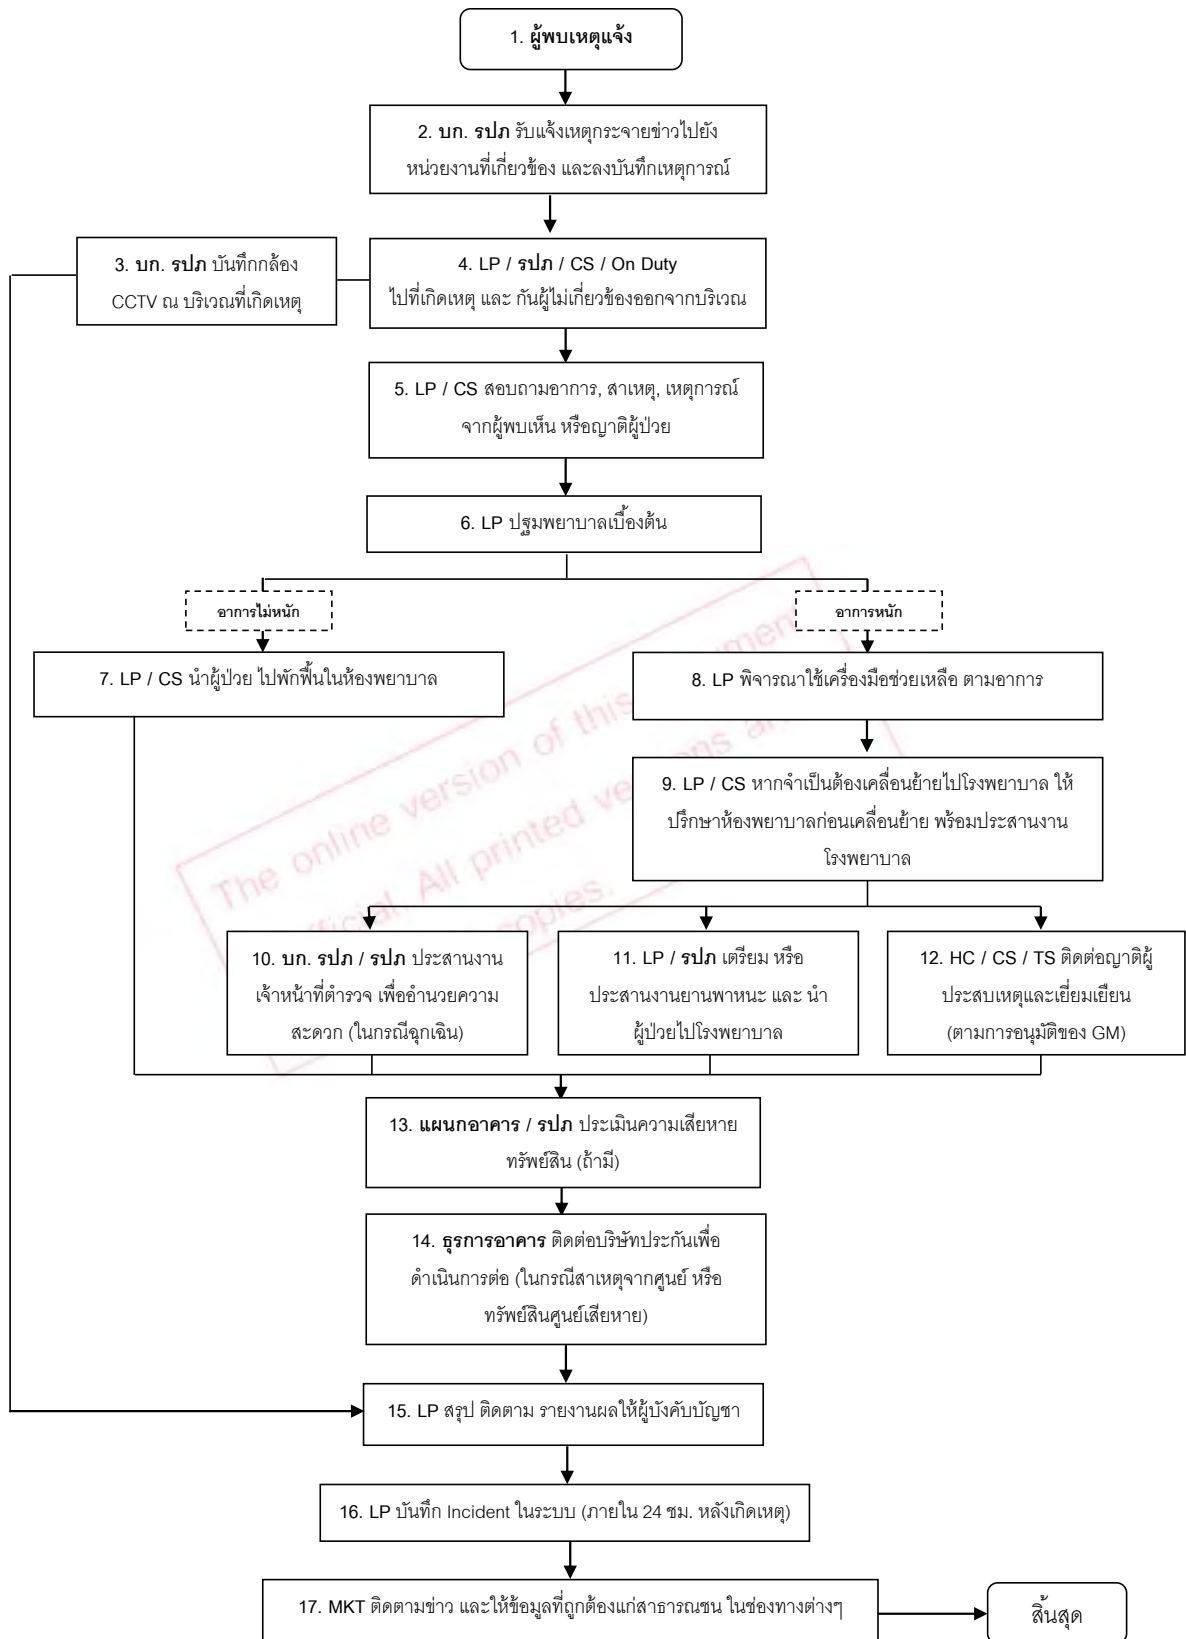 1. ผู้พบเหตุแจ้ง
2. บก. รปภ รับแจ้งเหตุกระจายข่าวไปยัง
หน่วยงานที่เกี่ยวข้อง และลงบันทึกเหตุการณ์
3. บก. รปภ บันทึกกล้อง
CCTV ณ บริเวณที่เกิดเหตุ
4. LP / รปภ / CS / On Duty
ไปที่เกิดเหตุ และ กันผู้ไม่เกี่ยวข้องออกจากบริเวณ
5. LP / CS สอบถามอาการ, สาเหตุ, เหตุการณ์
จากผู้พบเห็น หรือญาติผู้ป่วย
6. LP ปฐมพยาบาลเบื้องต้น
อาการไม่หนัก
อาการหนัก
7. LP / CS นำผู้ป่วย ไปพักฟื้นในห้องพยาบาล
8. LP พิจารณาใช้เครื่องมือช่วยเหลือ ตามอาการ
9. LP / CS หากจำเป็นต้องเคลื่อนย้ายไปโรงพยาบาล ให้
ปรึกษาห้องพยาบาลก่อนเคลื่อนย้าย พร้อมประสานงาน
โรงพยาบาล
The online version of this
All printed
copies.
10. บก. รปภ / รปภ ประสานงาน
เจ้าหน้าที่ตำรวจ เพื่ออำนวยความ
สะดวก (ในกรณีฉุกเฉิน)
11. LP / รปภ เตรียม หรือ
ประสานงานยานพาหนะ และ นำ
ผู้ป่วยไปโรงพยาบาล
12. HC / CS / TS ติดต่อญาติผู้
ประสบเหตุและเยี่ยมเยียน
(ตามการอนุมัติของ GM)
13. แผนกอาคาร / รปภ ประเมินความเสียหาย
ทรัพย์สิน (ถ้ามี)
14. ธุรการอาคาร ติดต่อบริษัทประกันเพื่อ
ดำเนินการต่อ (ในกรณีสาเหตุจากศูนย์ หรือ
ทรัพย์สินศูนย์เสียหาย)
15. LP สรุป ติดตาม รายงานผลให้ผู้บังคับบัญชา
16. LP บันทึก Incident ในระบบ (ภายใน 24 ชม. หลังเกิดเหตุ)
17. MKT ติดตามข่าว และให้ข้อมูลที่ถูกต้องแก่สาธารณชน ในช่องทางต่างๆ
สิ้นสุด